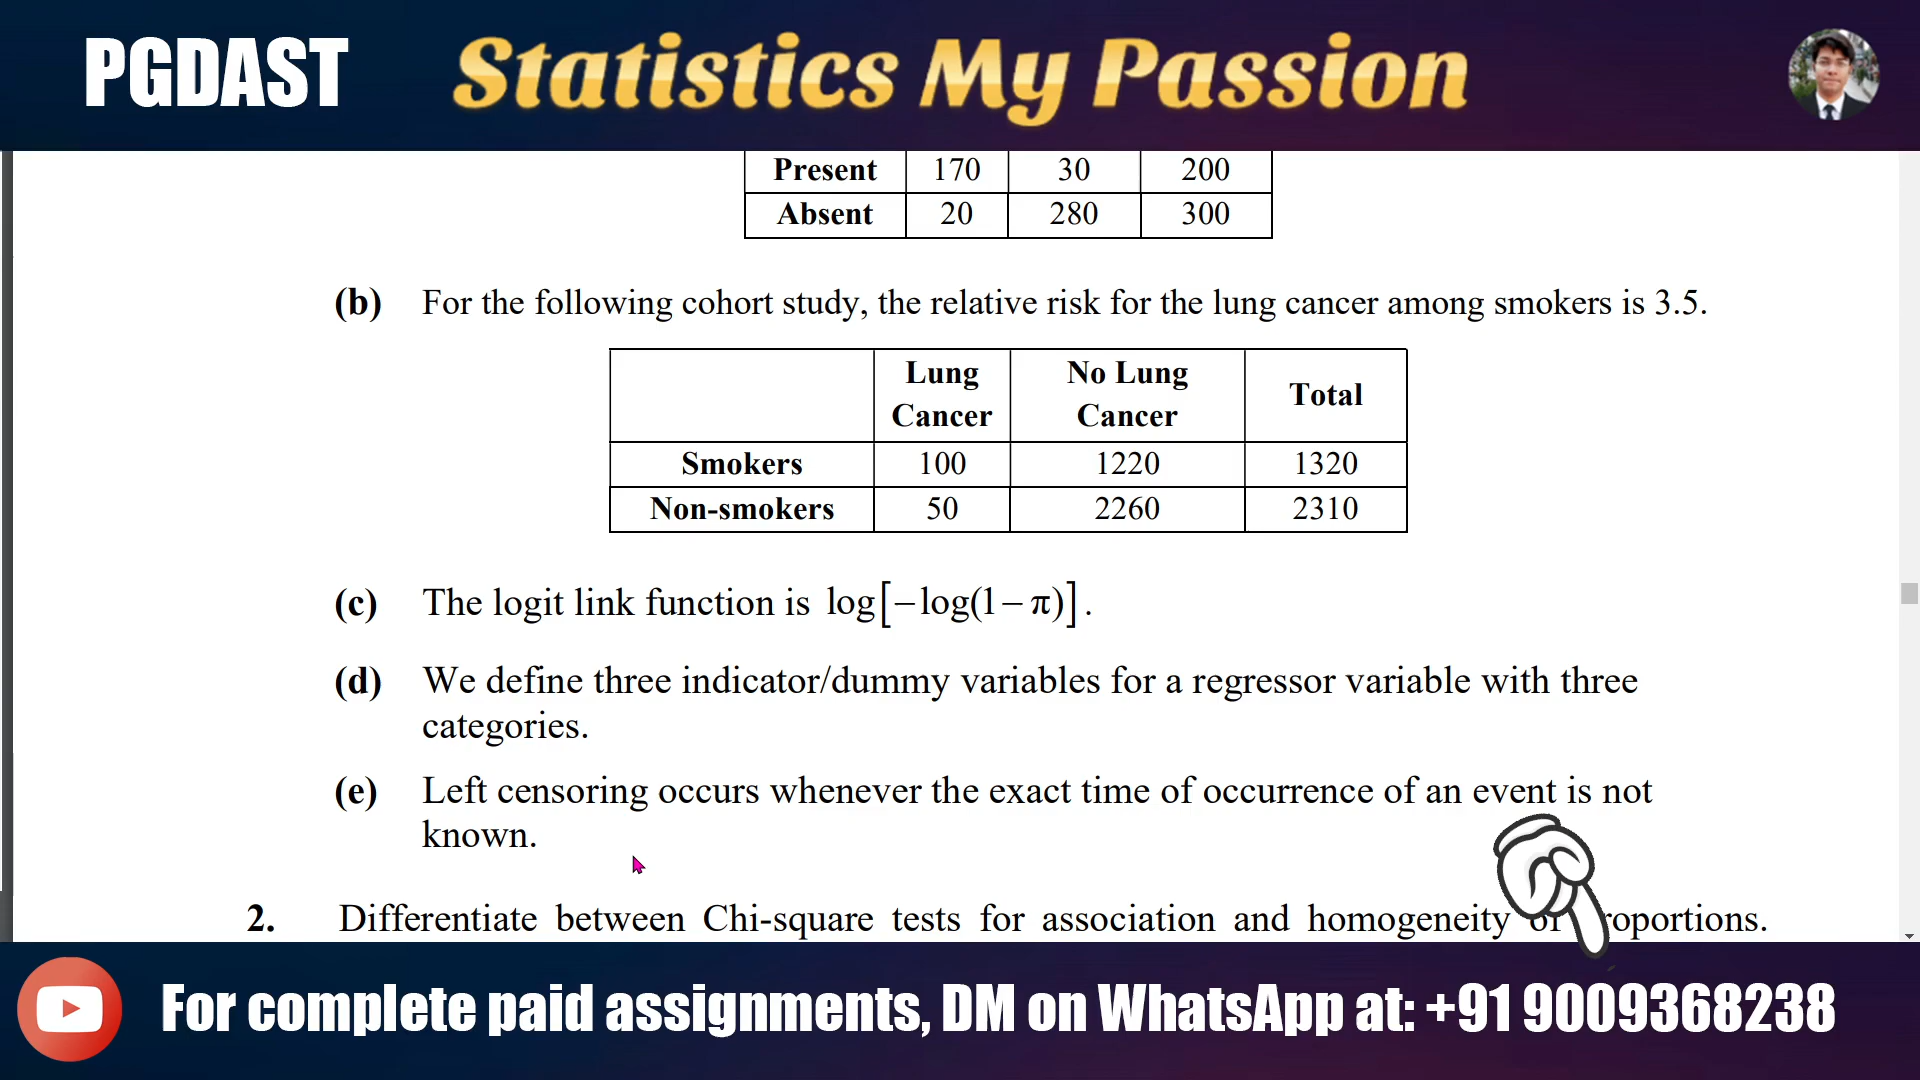 PGDAST
Statistics My Passion
Present 170 30 200
Absent 20 280 300
(b) For the following cohort study, the relative risk for the lung cancer among smokers is 3.5.
Lung Cancer No Lung Cancer Total
Smokers 100 1220 1320
Non-smokers 50 2260 2310
(c) The logit link function is log[−log(1−π)].
(d) We define three indicator/dummy variables for a regressor variable with three
categories.
(e) Left censoring occurs whenever the exact time of occurrence of an event is not
known.
2. Differentiate between Chi-square tests for association and homogeneity
For complete paid assignments, DM on WhatsApp at: +91 9009368238